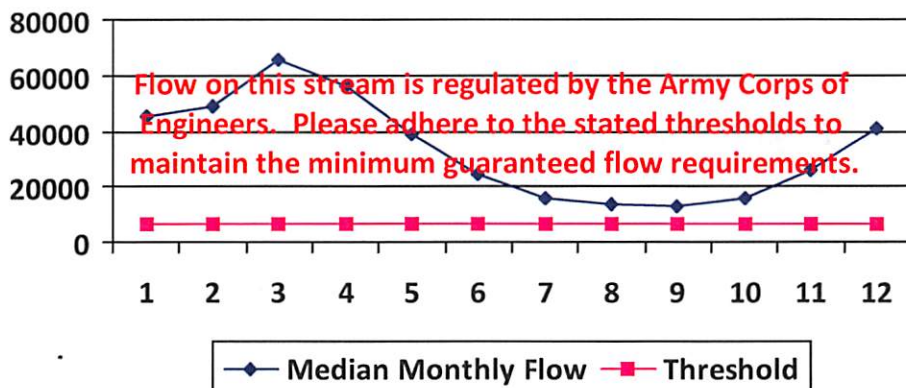 80000
60000
40000
20000
0
Flow on this stream is regulated by the Army Corps of
Engineers.  Please adhere to the stated thresholds to
maintain the minimum guaranteed flow requirements.
1 2 3 4 5 6 7 8 9 10 11 12
Median Monthly Flow Threshold